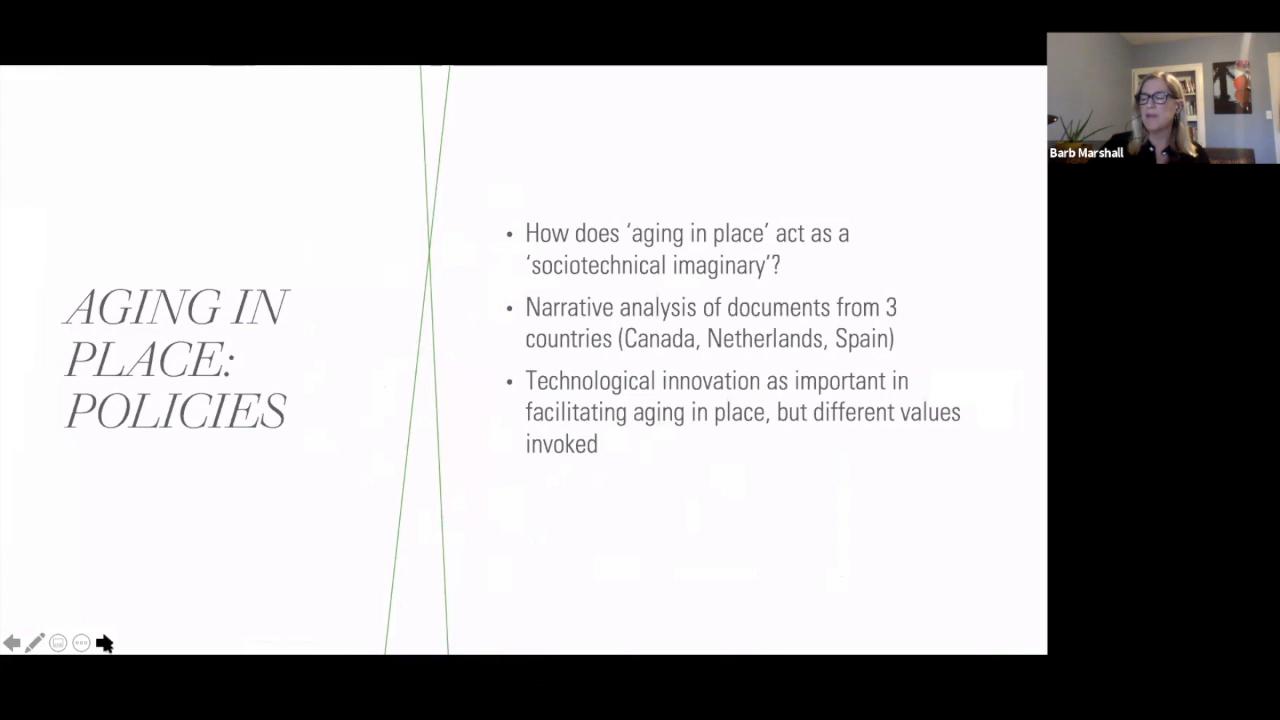 AGING IN
PLACE:
POLICIES
• How does ‘aging in place’ act as a
‘sociotechnical imaginary’?
• Narrative analysis of documents from 3
countries (Canada, Netherlands, Spain)
• Technological innovation as important in
facilitating aging in place, but different values
invoked
Barb Marshall